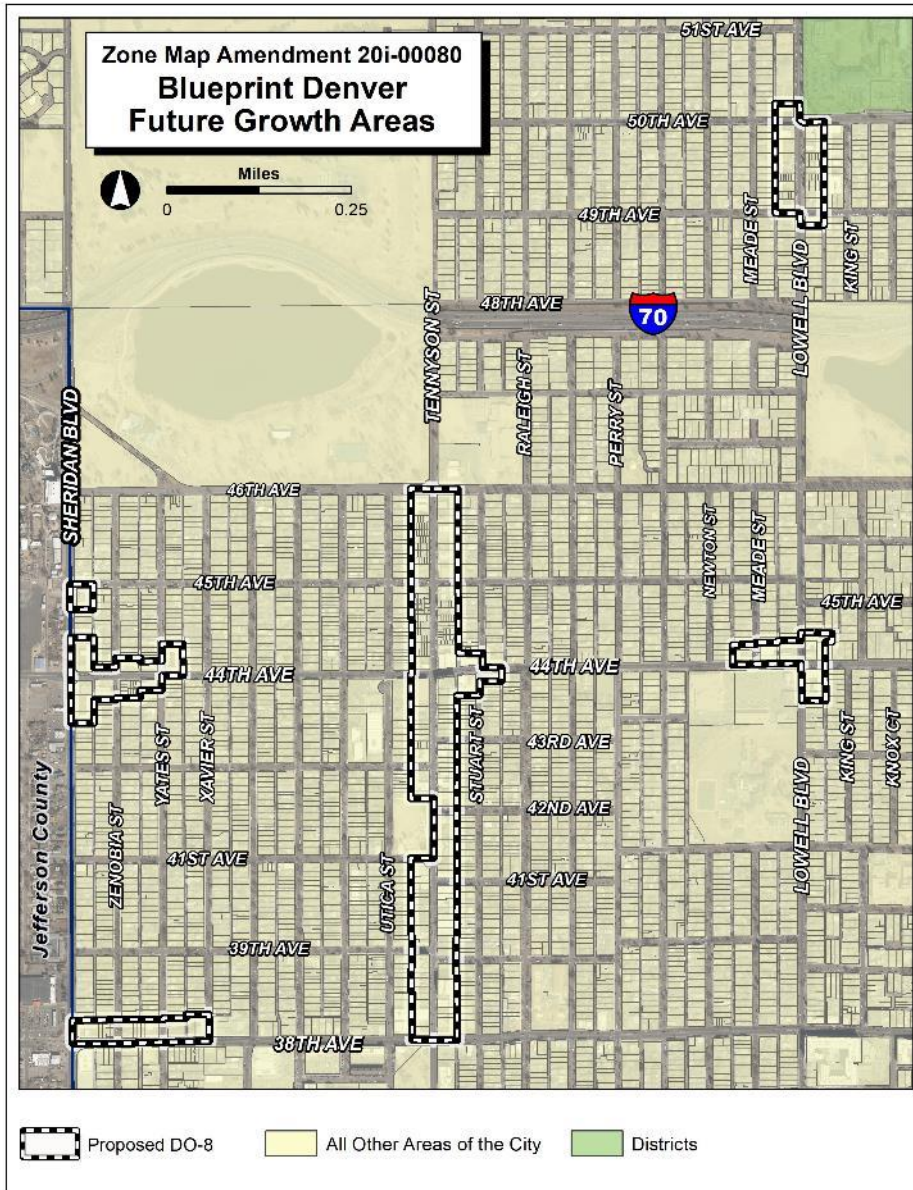 Zone Map Amendment 20i-00080
Blueprint Denver
Future Growth Areas
Miles
0 0.25
51ST AVE
50TH AVE
49TH AVE
MEADE ST
LOWELL BLVD
KING ST
48TH AVE
70
TENNYSON ST
RALEIGH ST
PERRY ST
SHERIDAN BLVD
46TH AVE
NEWTON ST
MEADE ST
45TH AVE
45TH AVE
44TH AVE
44TH AVE
YATES ST
XAVIER ST
STUART ST
43RD AVE
KING ST
KNOX CT
42ND AVE
ZENOBIA ST
41ST AVE
UTICA ST
41ST AVE
LOWELL BLVD
Jefferson County
39TH AVE
38TH AVE
Proposed DO-8
All Other Areas of the City
Districts